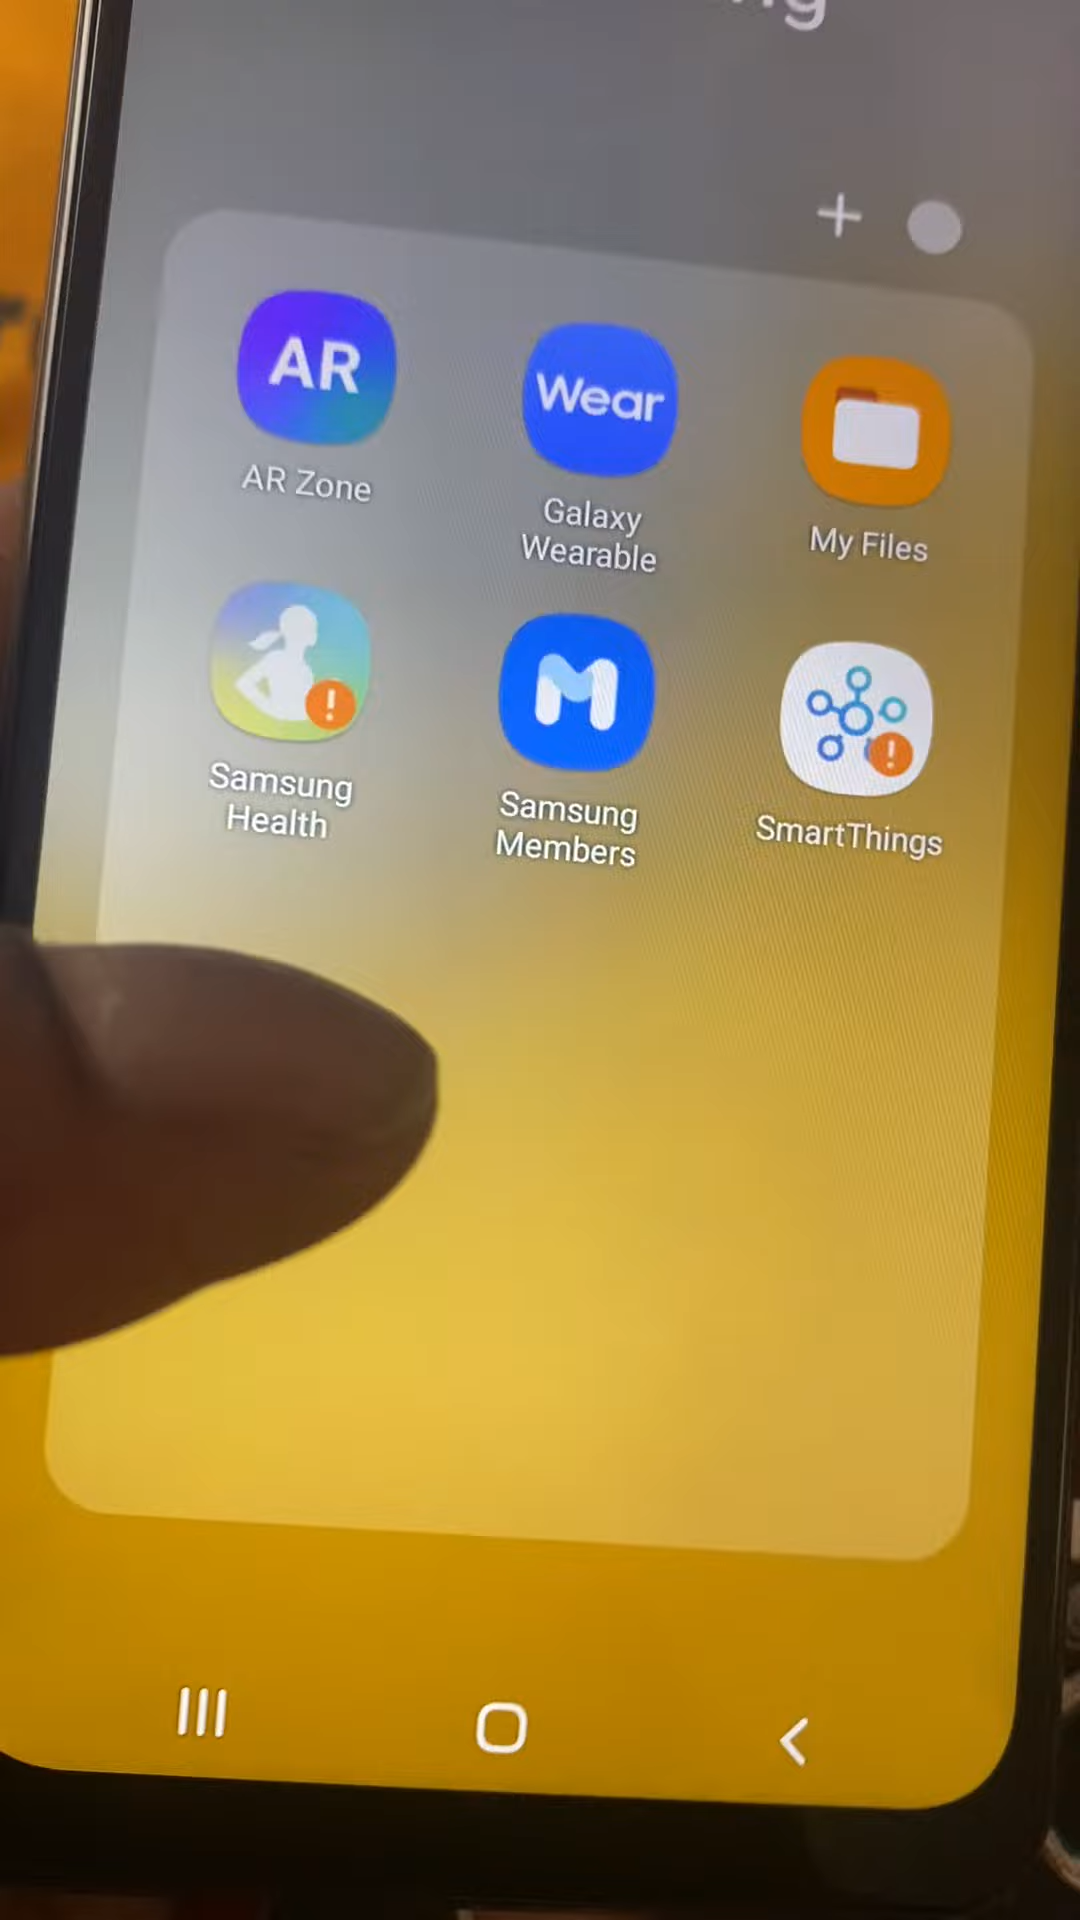 AR
Wear
AR Zone
Galaxy
Wearable
My Files
Samsung
Health
Samsung
Members
SmartThings